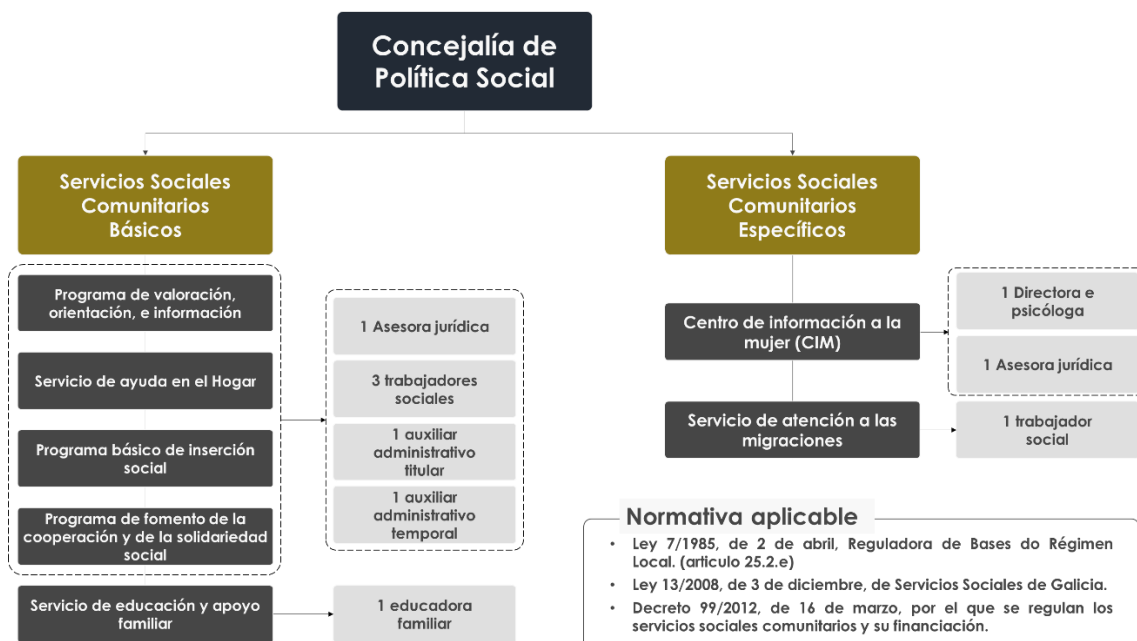 Concejalía de
Política Social
Servicios Sociales
Comunitarios
Básicos
Programa de valoración,
orientación, e información
Servicio de ayuda en el Hogar
Programa básico de inserción
social
Programa de fomento de la
cooperación y de la solidariedad
social
Servicio de educación y apoyo
familiar
1 Asesora jurídica
3 trabajadores
sociales
1 auxiliar
administrativo
titular
1 auxiliar
administrativo
temporal
1 educadora
familiar
Servicios Sociales
Comunitarios
Específicos
Centro de información a la
mujer (CIM)
Servicio de atención a las
migraciones
1 Directora e
psicóloga
1 Asesora jurídica
1 trabajador
social
Normativa aplicable
• Ley 7/1985, de 2 de abril, Reguladora de Bases do Régimen
Local. (articulo 25.2.e)
• Ley 13/2008, de 3 de diciembre, de Servicios Sociales de Galicia.
• Decreto 99/2012, de 16 de marzo, por el que se regulan los
servicios sociales comunitarios y su financiación.